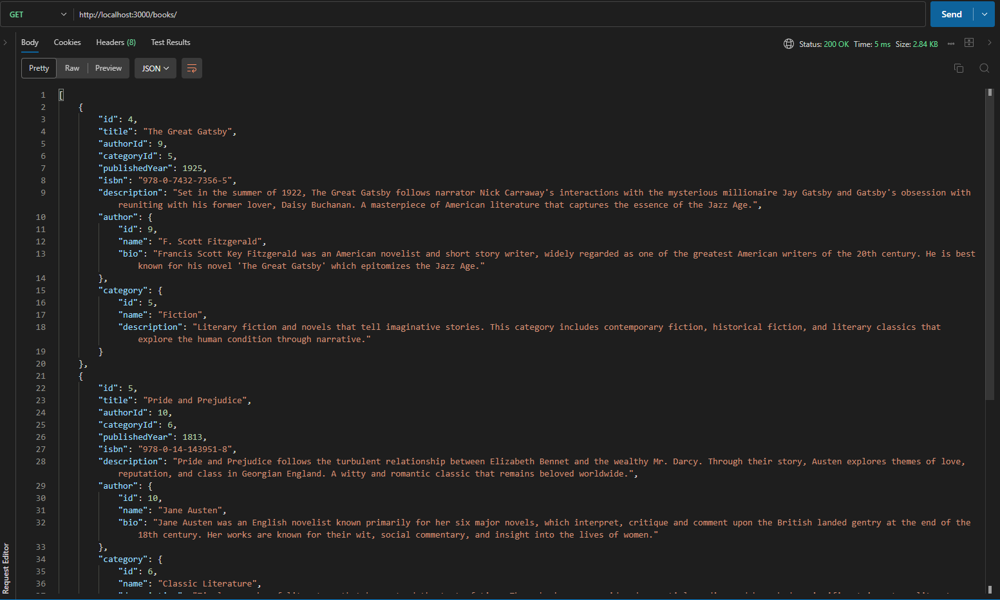 GET http://localhost:3000/books/ Send
Body Cookies Headers (8) Test Results Status: 200 OK Time: 5 ms Size: 2.84 KB
Pretty Raw Preview JSON
1 [
2 {
3 "id": 4,
4 "title": "The Great Gatsby",
5 "authorId": 9,
6 "categoryId": 5,
7 "publishedYear": 1925,
8 "isbn": "978-0-7432-7356-5",
9 "description": "Set in the summer of 1922, The Great Gatsby follows narrator Nick Carraway's interactions with the mysterious millionaire Jay Gatsby and Gatsby's obsession with
reuniting with his former lover, Daisy Buchanan. A masterpiece of American literature that captures the essence of the Jazz Age.",
10 "author": {
11 "id": 9,
12 "name": "F. Scott Fitzgerald",
13 "bio": "Francis Scott Key Fitzgerald was an American novelist and short story writer, widely regarded as one of the greatest American writers of the 20th century. He is best
known for his novel 'The Great Gatsby' which epitomizes the Jazz Age."
14 },
15 "category": {
16 "id": 5,
17 "name": "Fiction",
18 "description": "Literary fiction and novels that tell imaginative stories. This category includes contemporary fiction, historical fiction, and literary classics that
explore the human condition through narrative."
19 }
20 },
21 {
22 "id": 5,
23 "title": "Pride and Prejudice",
24 "authorId": 10,
25 "categoryId": 6,
26 "publishedYear": 1813,
27 "isbn": "978-0-14-143951-8",
28 "description": "Pride and Prejudice follows the turbulent relationship between Elizabeth Bennet and the wealthy Mr. Darcy. Through their story, Austen explores themes of love,
reputation, and class in Georgian England. A witty and romantic classic that remains beloved worldwide.",
29 "author": {
30 "id": 10,
31 "name": "Jane Austen",
32 "bio": "Jane Austen was an English novelist known primarily for her six major novels, which interpret, critique and comment upon the British landed gentry at the end of the
18th century. Her works are known for their wit, social commentary, and insight into the lives of women."
33 },
34 "category": {
35 "id": 6,
36 "name": "Classic Literature",
Request Editor